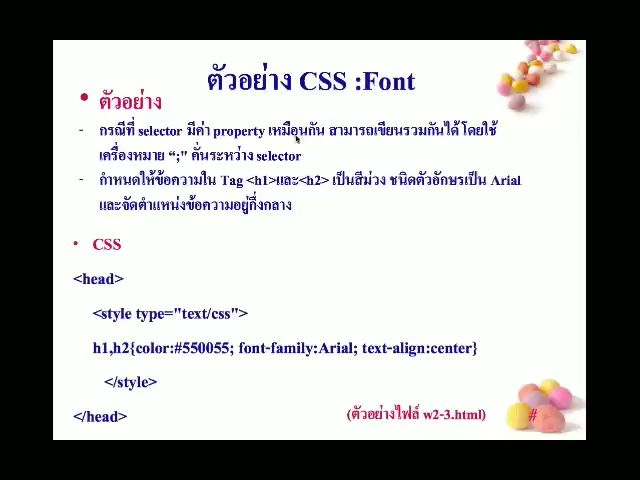 ตัวอย่าง CSS :Font
• ตัวอย่าง
- กรณีที่ selector มีค่า property เหมือนกัน สามารถเขียนรวมกันได้ โดยใช้
เครื่องหมาย “;" คั่นระหว่าง selector
- กำหนดให้ข้อความใน Tag <h1>และ<h2> เป็นสีม่วง ชนิดตัวอักษรเป็น Arial
และจัดตำแหน่งข้อความอยู่กึ่งกลาง
• CSS
<head>
<style type="text/css">
h1,h2{color:#550055; font-family:Arial; text-align:center}
</style>
</head>
(ตัวอย่างไฟล์ w2-3.html)
#